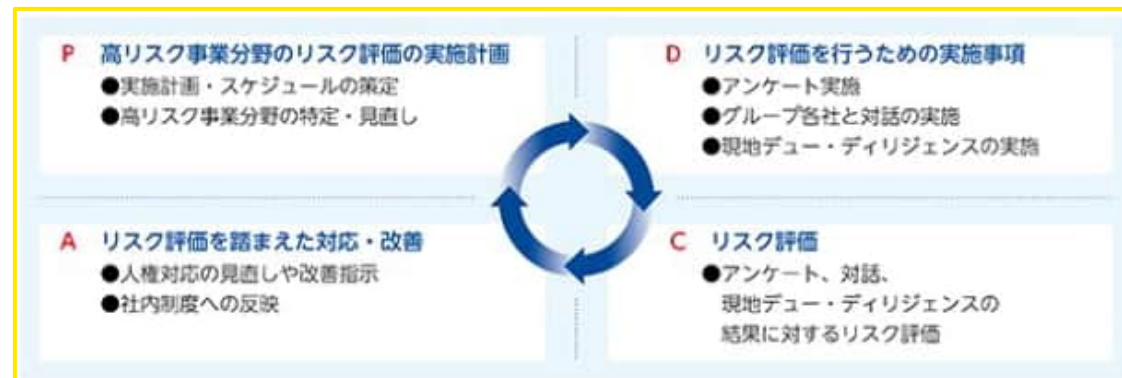 P 高リスク事業分野のリスク評価の実施計画
●実施計画・スケジュールの策定
●高リスク事業分野の特定・見直し
D リスク評価を行うための実施事項
●アンケート実施
●グループ各社と対話の実施
●現地デュー・ディリジェンスの実施
A リスク評価を踏まえた対応・改善
●人権対応の見直しや改善指示
●社内制度への反映
C リスク評価
●アンケート、対話、
現地デュー・ディリジェンスの
結果に対するリスク評価